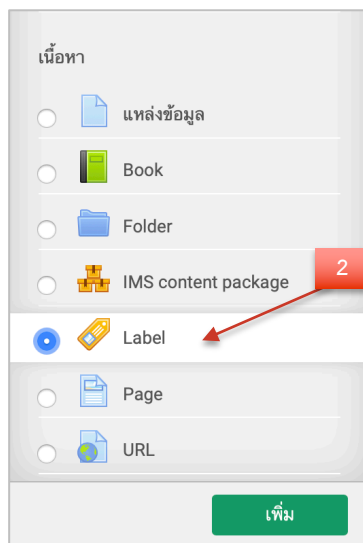 เนื้อหา
แหล่งข้อมูล
Book
Folder
IMS content package
2
Label
Page
URL
เพิ่ม